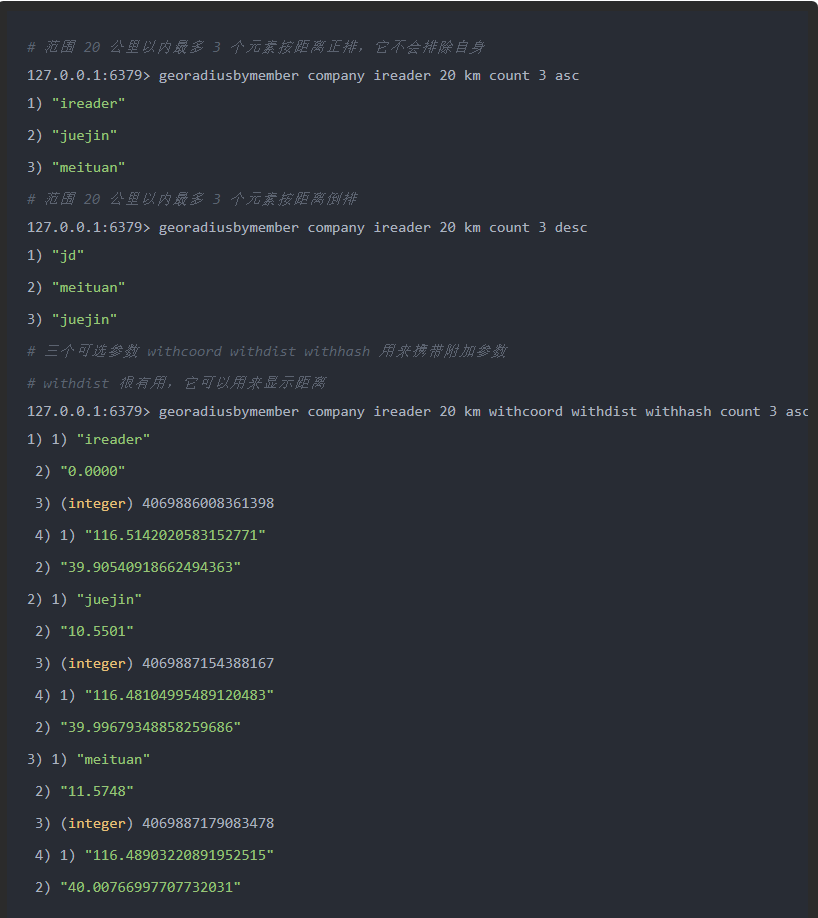 # 范围 20 公里以内最多 3 个元素按距离正排，它不会排除自身
127.0.0.1:6379> georadiusbymember company ireader 20 km count 3 asc
1) "ireader"
2) "juejin"
3) "meituan"
# 范围 20 公里以内最多 3 个元素按距离倒排
127.0.0.1:6379> georadiusbymember company ireader 20 km count 3 desc
1) "jd"
2) "meituan"
3) "juejin"
# 三个可选参数 withcoord withdist withhash 用来携带附加参数
# withdist 很有用，它可以用来显示距离
127.0.0.1:6379> georadiusbymember company ireader 20 km withcoord withdist withhash count 3 asc
1) 1) "ireader"
2) "0.0000"
3) (integer) 4069886008361398
4) 1) "116.5142020583152771"
2) "39.90540918662494363"
2) 1) "juejin"
2) "10.5501"
3) (integer) 4069887154388167
4) 1) "116.48104995489120483"
2) "39.99679348858259686"
3) 1) "meituan"
2) "11.5748"
3) (integer) 4069887179083478
4) 1) "116.48903220891952515"
2) "40.00766997707732031"